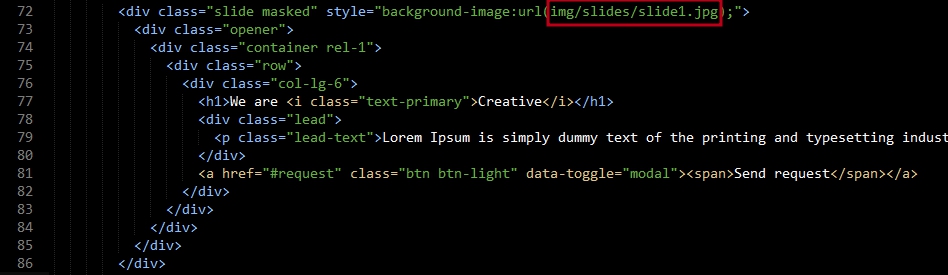 72 <div class="slide masked" style="background-image:url(img/slides/slide1.jpg);">
73 <div class="opener">
74 <div class="container rel-1">
75 <div class="row">
76 <div class="col-lg-6">
77 <h1>We are <i class="text-primary">Creative</i></h1>
78 <div class="lead">
79 <p class="lead-text">Lorem Ipsum is simply dummy text of the printing and typesetting indust
80 </div>
81 <a href="#request" class="btn btn-light" data-toggle="modal"><span>Send request</span></a>
82 </div>
83 </div>
84 </div>
85 </div>
86 </div>